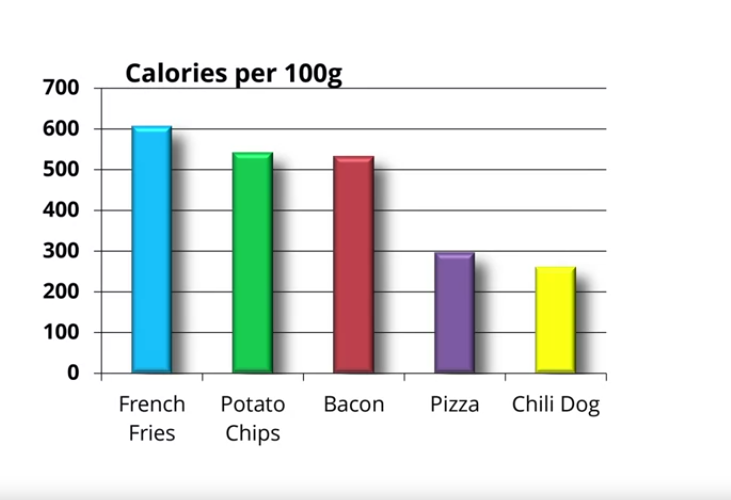 Calories per 100g
700
600
500
400
300
200
100
0
French Fries
Potato Chips
Bacon
Pizza
Chili Dog